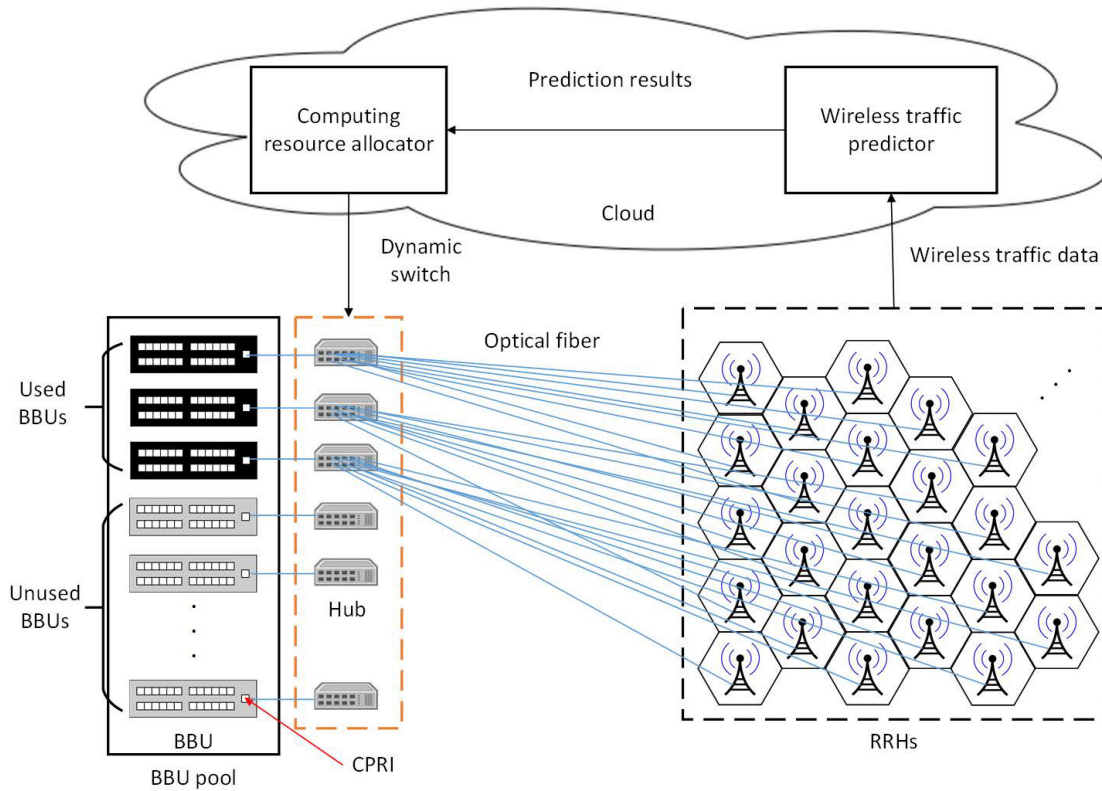 Prediction results
Computing
resource allocator
Wireless traffic
predictor
Cloud
Dynamic
switch
Wireless traffic data
Optical fiber
Used
BBUs
Unused
BBUs
Hub
BBU
CPRI
BBU pool
RRHs